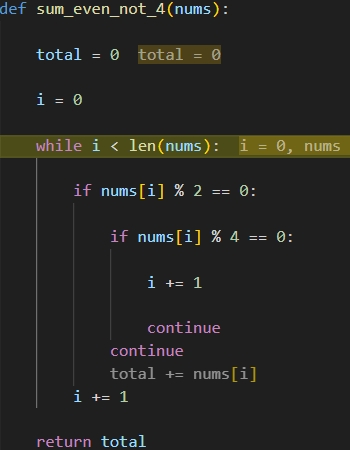 def sum_even_not_4(nums):
    total = 0  total = 0
    i = 0
    while i < len(nums):  i = 0, nums
        if nums[i] % 2 == 0:
            if nums[i] % 4 == 0:
                i += 1
                continue
            continue
            total += nums[i]
        i += 1
    return total